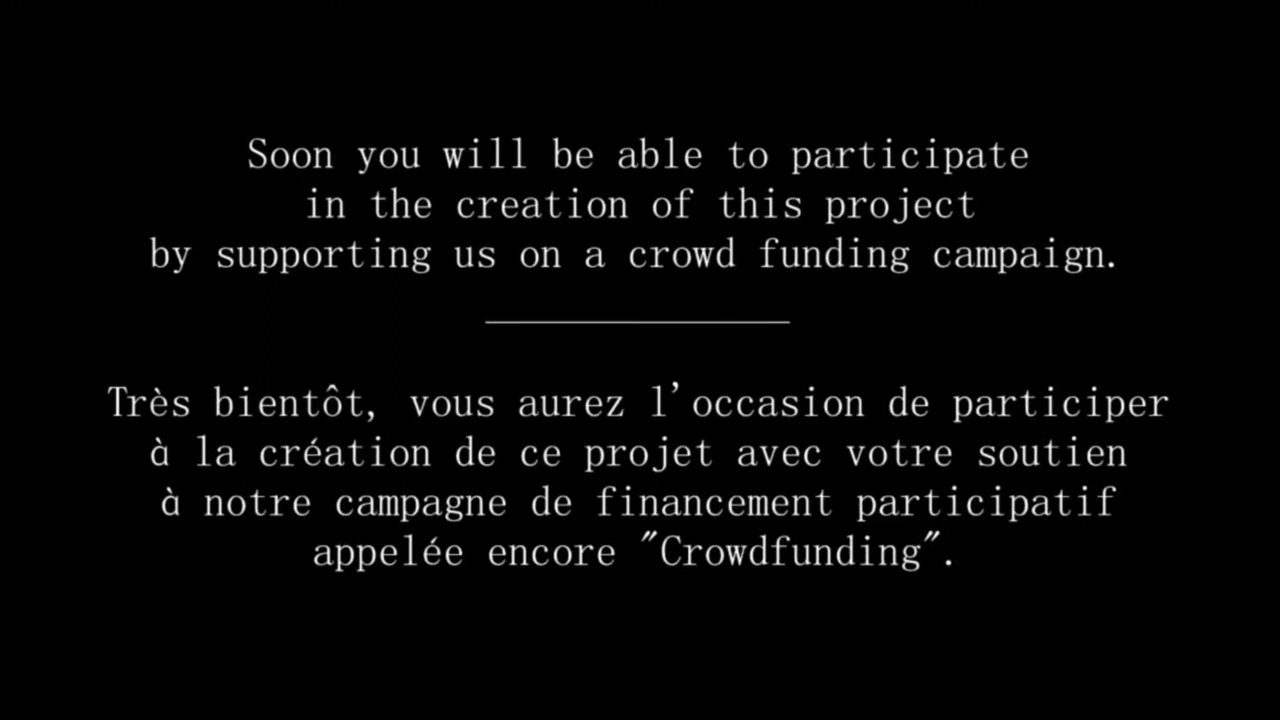 Soon you will be able to participate
in the creation of this project
by supporting us on a crowd funding campaign.
Très bientôt, vous aurez l'occasion de participer
à la création de ce projet avec votre soutien
à notre campagne de financement participatif
appelée encore "Crowdfunding".